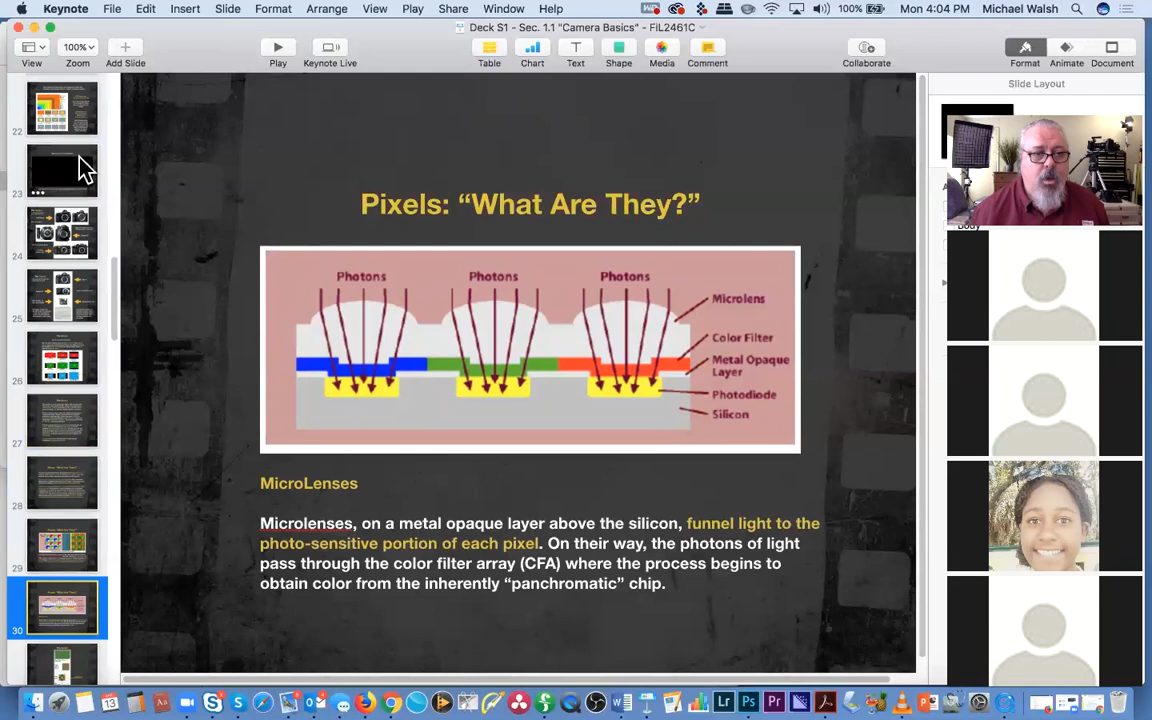 Keynote File Edit Insert Slide Format Arrange View Play Share Window Help 100% Mon 4:04 PM Michael Walsh
Deck S1 - Sec. 1.1 "Camera Basics" - FiL2461C
100%
View Zoom Add Slide Play Keynote Live Table Chart Text Shape Media Comment Collaborate Format Animate Document
Slide Layout
Body
22
23
24
25
26
27
28
29
30
Pixels: “What Are They?”
Photons Photons Photons
Microlens
Color Filter
Metal Opaque
Layer
Photodiode
Silicon
MicroLenses
Microlenses, on a metal opaque layer above the silicon, funnel light to the
photo-sensitive portion of each pixel. On their way, the photons of light
pass through the color filter array (CFA) where the process begins to
obtain color from the inherently “panchromatic” chip.
13 Aa S S W Lr Ps Pr P